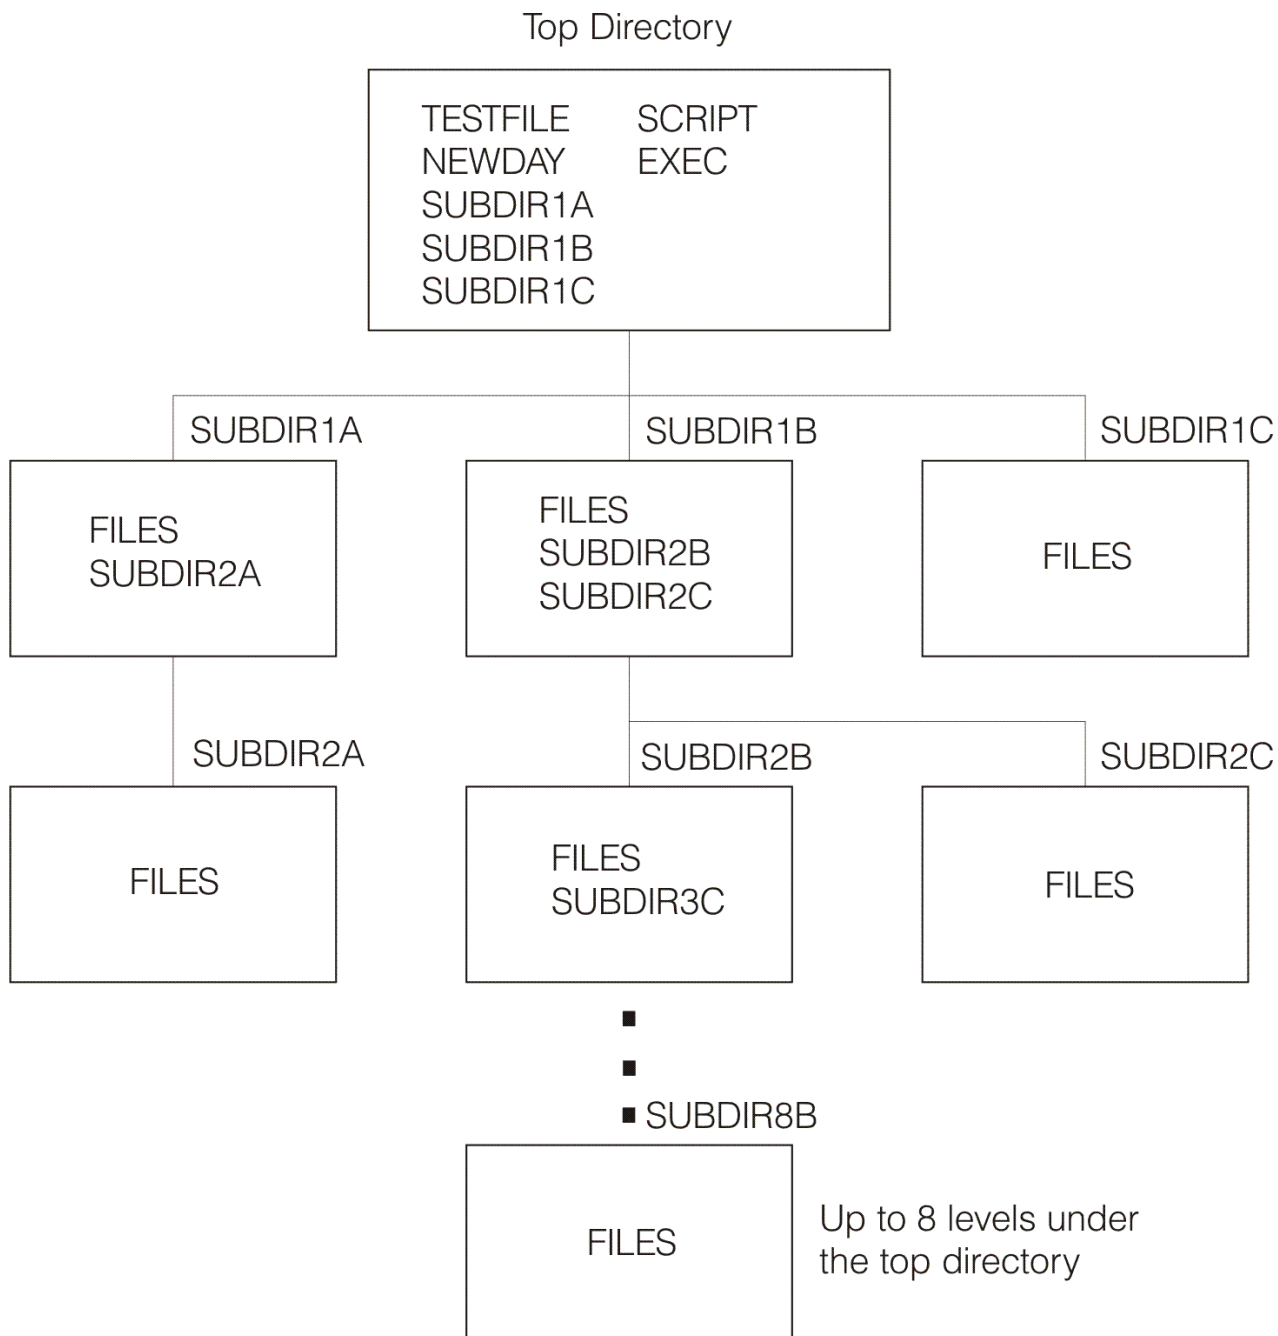 Top Directory
TESTFILE SCRIPT
NEWDAY EXEC
SUBDIR1A
SUBDIR1B
SUBDIR1C
SUBDIR1A
SUBDIR1B
SUBDIR1C
FILES
SUBDIR2A
FILES
SUBDIR2B
SUBDIR2C
FILES
SUBDIR2A
SUBDIR2B
SUBDIR2C
FILES
FILES
SUBDIR3C
FILES
SUBDIR8B
FILES
Up to 8 levels under
the top directory